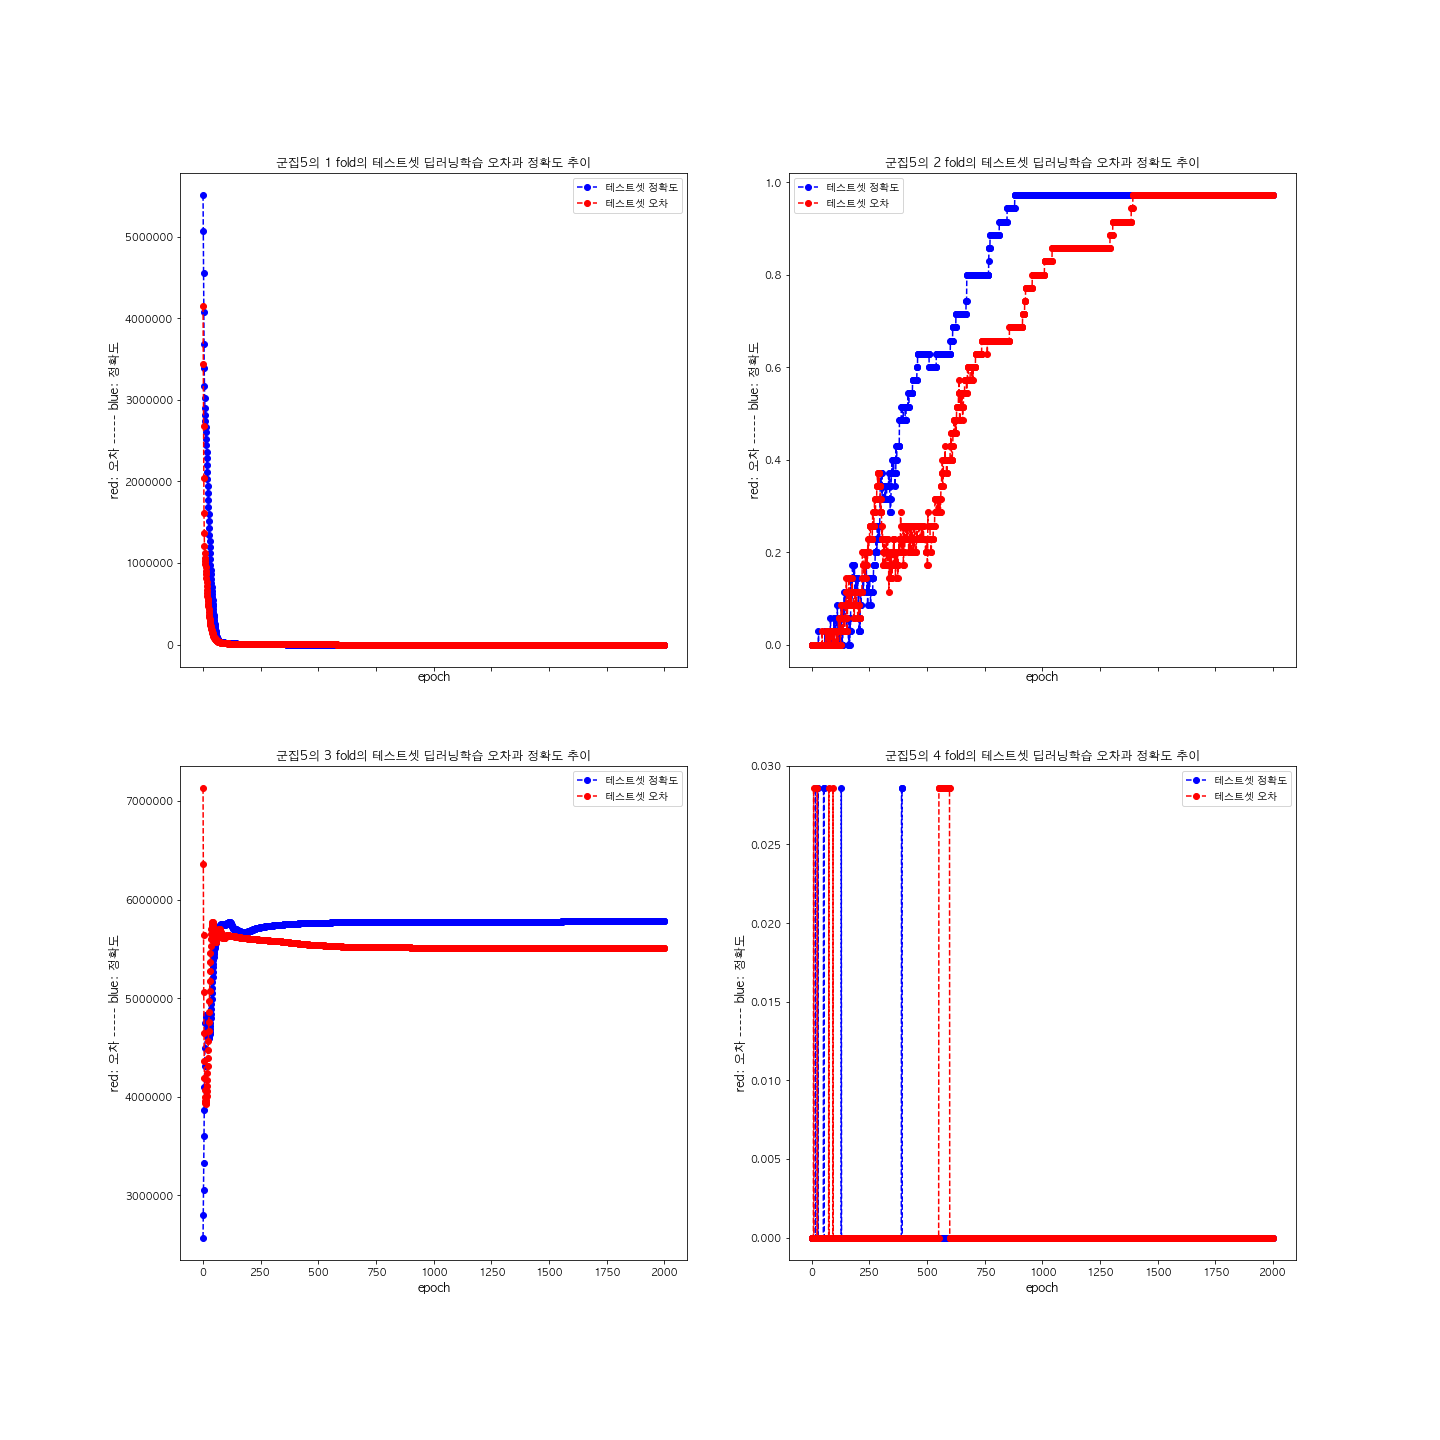 군집5의 1 fold의 테스트셋 딥러닝학습 오차과 정확도 추이
테스트셋 정확도
테스트셋 오차
red: 오차 ----- blue: 정확도
5000000
4000000
3000000
2000000
1000000
0
epoch
군집5의 2 fold의 테스트셋 딥러닝학습 오차과 정확도 추이
테스트셋 정확도
테스트셋 오차
red: 오차 ----- blue: 정확도
1.0
0.8
0.6
0.4
0.2
0.0
epoch
군집5의 3 fold의 테스트셋 딥러닝학습 오차과 정확도 추이
테스트셋 정확도
테스트셋 오차
red: 오차 ----- blue: 정확도
7000000
6000000
5000000
4000000
3000000
0 250 500 750 1000 1250 1500 1750 2000
epoch
군집5의 4 fold의 테스트셋 딥러닝학습 오차과 정확도 추이
테스트셋 정확도
테스트셋 오차
red: 오차 ----- blue: 정확도
0.030
0.025
0.020
0.015
0.010
0.005
0.000
0 250 500 750 1000 1250 1500 1750 2000
epoch